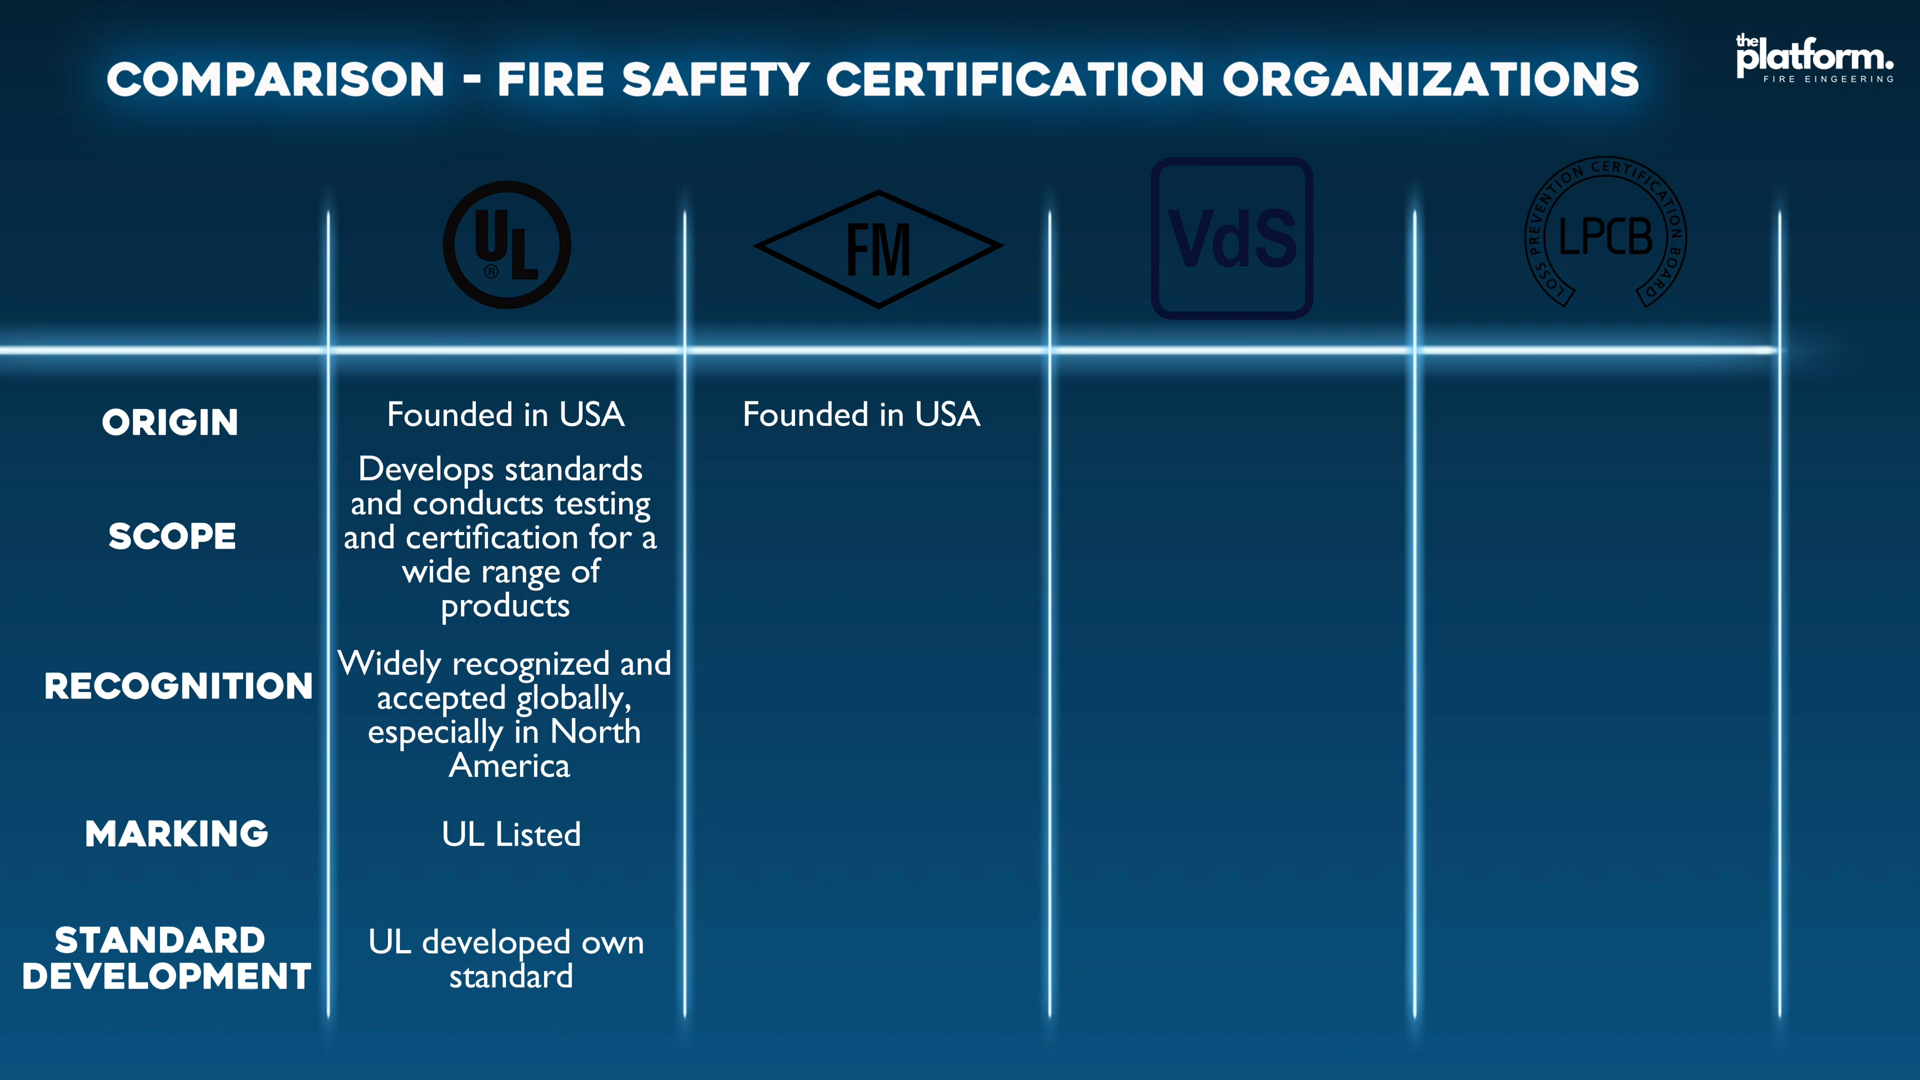 COMPARISON - FIRE SAFETY CERTIFICATION ORGANIZATIONS
the
platform.
FIRE EINGEERING
UL
®
FM
VdS
LOSS PREVENTION CERTIFICATION BOARD
LPCB
ORIGIN
Founded in USA
Founded in USA
SCOPE
Develops standards
and conducts testing
and certification for a
wide range of
products
RECOGNITION
Widely recognized and
accepted globally,
especially in North
America
MARKING
UL Listed
STANDARD
DEVELOPMENT
UL developed own
standard